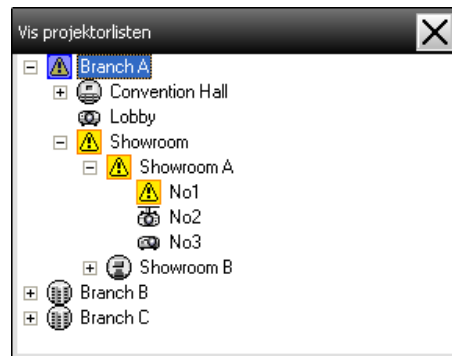 Vis projektorlisten
Branch A
Convention Hall
Lobby
Showroom
Showroom A
No1
No2
No3
Showroom B
Branch B
Branch C